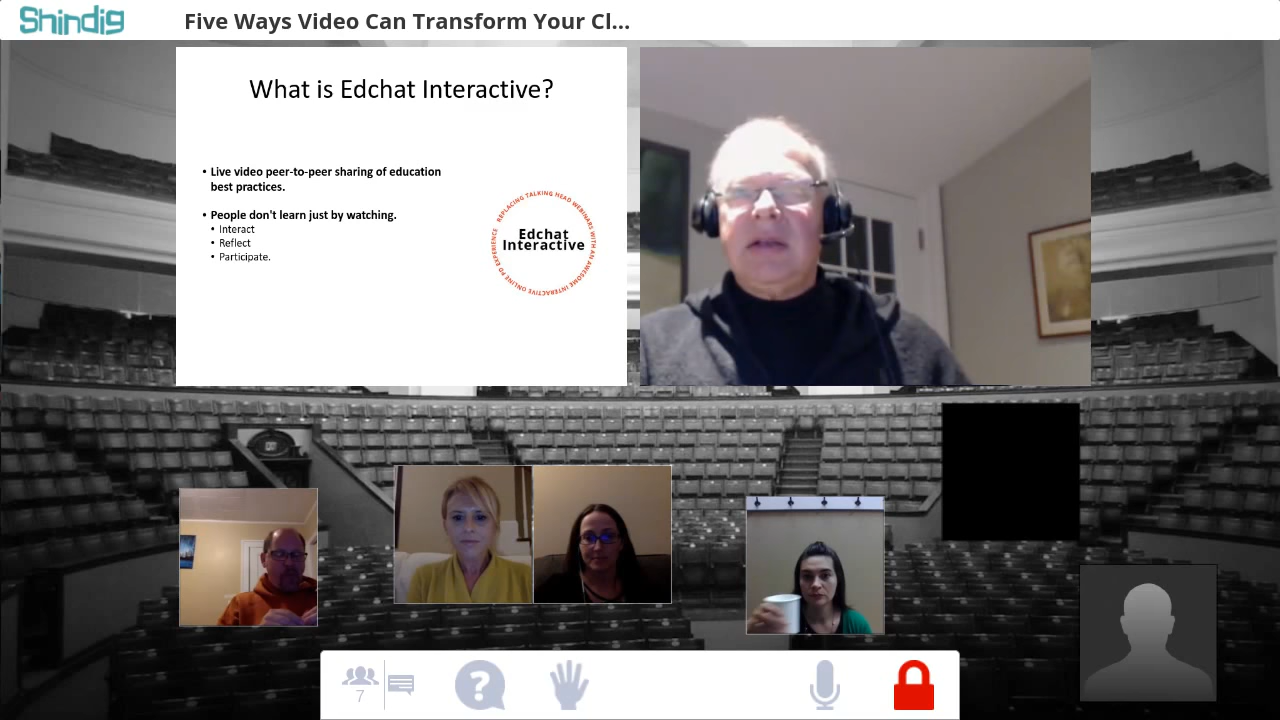 Shindig
Five Ways Video Can Transform Your Cl...
What is Edchat Interactive?
• Live video peer-to-peer sharing of education
best practices.
• People don't learn just by watching.
• Interact
• Reflect
• Participate.
REPLACING TALKING HEAD WEBINARS WITH AN AWESOME INTERACTIVE ONLINE PD EXPERIENCE
Edchat
Interactive
7
?